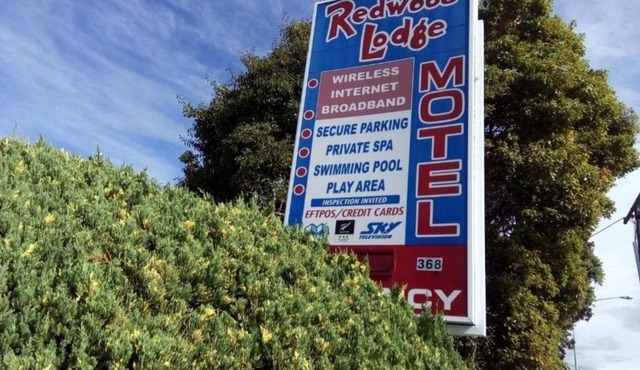 Redwood
Lodge
MOTEL
WIRELESS
INTERNET
BROADBAND
SECURE PARKING
PRIVATE SPA
SWIMMING POOL
PLAY AREA
INSPECTION INVITED
EFTPOS/CREDIT CARDS
SKY
TELEVISION
368
CY